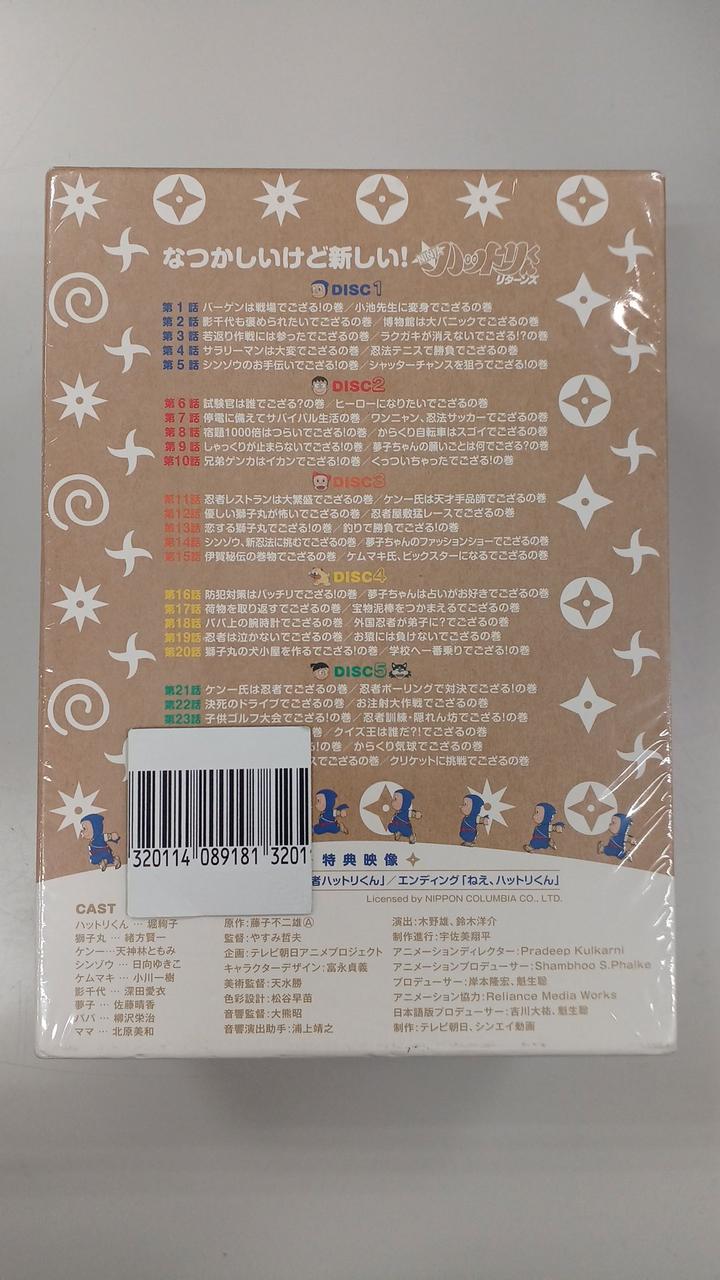 なつかしいけど新しい! NINJA ハットリくん リターンズ
DISC1
第1話 バーゲンは戦場でござる!の巻/小池先生に変身でござるの巻
第2話 影千代も褒められたいでござるの巻/博物館は大パニックでござるの巻
第3話 若返り作戦には参ったでござるの巻/ラクガキが消えないでござる!?の巻
第4話 サラリーマンは大変でござるの巻/忍法テニスで勝負でござるの巻
第5話 シンゾウのお手伝いでござるの巻/シャッターチャンスを狙うでござる!の巻
DISC2
第6話 試験官は誰でござる?の巻/ヒーローになりたいでござるの巻
第7話 停電に備えてサバイバル生活の巻/ワンニャン、忍法サッカーでござるの巻
第8話 宿題1000倍はつらいでござる!の巻/からくり自転車はスゴイでござるの巻
第9話 しゃっくりが止まらないでござる!の巻/夢子ちゃんの願いごとは何でござる?の巻
第10話 兄弟ゲンカはイカンでござる!の巻/くっついちゃったでござる!の巻
DISC3
第11話 忍者レストランは大繁盛でござるの巻/ケン一氏は天才手品師でござるの巻
第12話 優しい獅子丸が怖いでござるの巻/忍者屋敷猛レースでござるの巻
第13話 恋する獅子丸でござる!の巻/釣りで勝負でござる!の巻
第14話 シンゾウ、新忍法に挑むでござるの巻/夢子ちゃんのファッションショーでござるの巻
第15話 伊賀秘伝の巻物でござるの巻/ケムマキ氏、ビックスターになるでござるの巻
DISC4
第16話 防犯対策はバッチリでござる!の巻/夢子ちゃんは占いがお好きでござるの巻
第17話 荷物を取り返すでござるの巻/宝物泥棒をつかまえるでござるの巻
第18話 パパ上の腕時計でござるの巻/外国忍者が弟子に?でござるの巻
第19話 忍者は泣かないでござるの巻/お猿には負けないでござるの巻
第20話 獅子丸の犬小屋を作るでござる!の巻/学校へ一番乗りでござる!の巻
DISC5
第21話 ケン一氏は忍者でござるの巻/忍者ボーリングで対決でござる!の巻
第22話 決死のドライブでござるの巻/お注射大作戦でござるの巻
第23話 子供ゴルフ大会でござる!の巻/忍者訓練・隠れん坊でござる!の巻
の巻/クイズ王は誰だ?!でござるの巻
る!の巻/からくり気球でござるの巻
スでござるの巻/クリケットに挑戦でござる!の巻
320114 089181 3201
特典映像
者ハットリくん」/エンディング「ねえ、ハットリくん」
Licensed by NIPPON COLUMBIA CO., LTD.
CAST
ハットリくん … 堀絢子
獅子丸 … 緒方賢一
ケン一…天神林ともみ
シンゾウ … 日向ゆきこ
ケムマキ … 小川一樹
影千代 … 深田愛衣
夢子 … 佐藤晴香
パパ … 柳沢栄治
ママ … 北原美和
原作:藤子不二雄Ⓐ
監督:やすみ哲夫
企画:テレビ朝日アニメプロジェクト
キャラクターデザイン:富永貞義
美術監督:天水勝
色彩設計:松谷早苗
音響監督:大熊昭
音響演出助手:浦上靖之
演出:木野雄、鈴木洋介
制作進行:宇佐美翔平
アニメーションディレクター:Pradeep Kulkarni
アニメーションプロデューサー:Shambhoo S.Phalke
プロデューサー:岸本隆宏、魁生聡
アニメーション協力:Reliance Media Works
日本語版プロデューサー:吉川大祐、魁生聡
制作:テレビ朝日、シンエイ動画